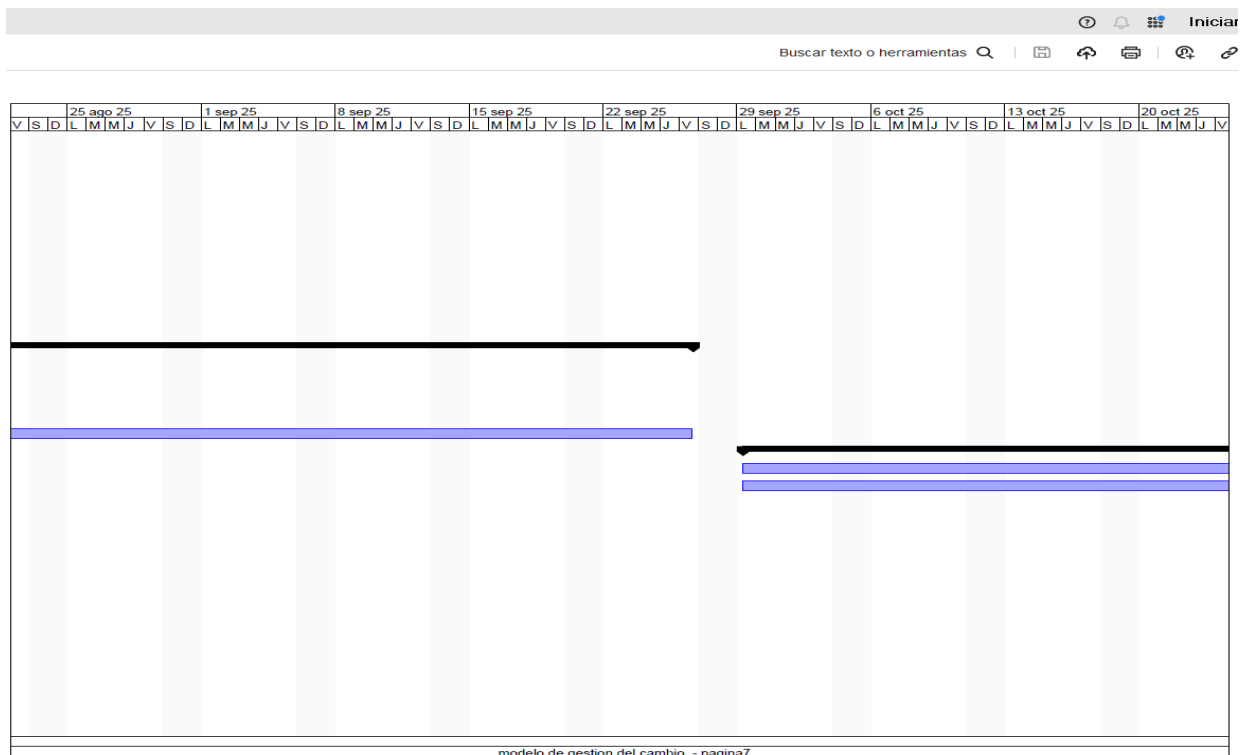 Iniciar
Buscar texto o herramientas
25 ago 25 1 sep 25 8 sep 25 15 sep 25 22 sep 25 29 sep 25 6 oct 25 13 oct 25 20 oct 25
V S D L M M J V S D L M M J V S D L M M J V S D L M M J V S D L M M J V S D L M M J V S D L M M J V S D L M M J V S D L M M J V
modelo de gestion del cambio - pagina7